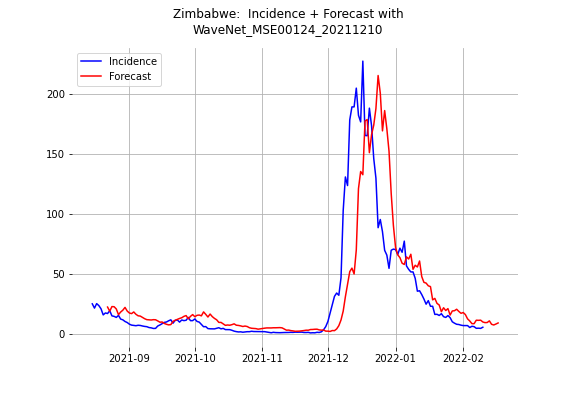 Zimbabwe:  Incidence + Forecast with
WaveNet_MSE00124_20211210
Incidence
Forecast
200
150
100
50
0
2021-09 2021-10 2021-11 2021-12 2022-01 2022-02